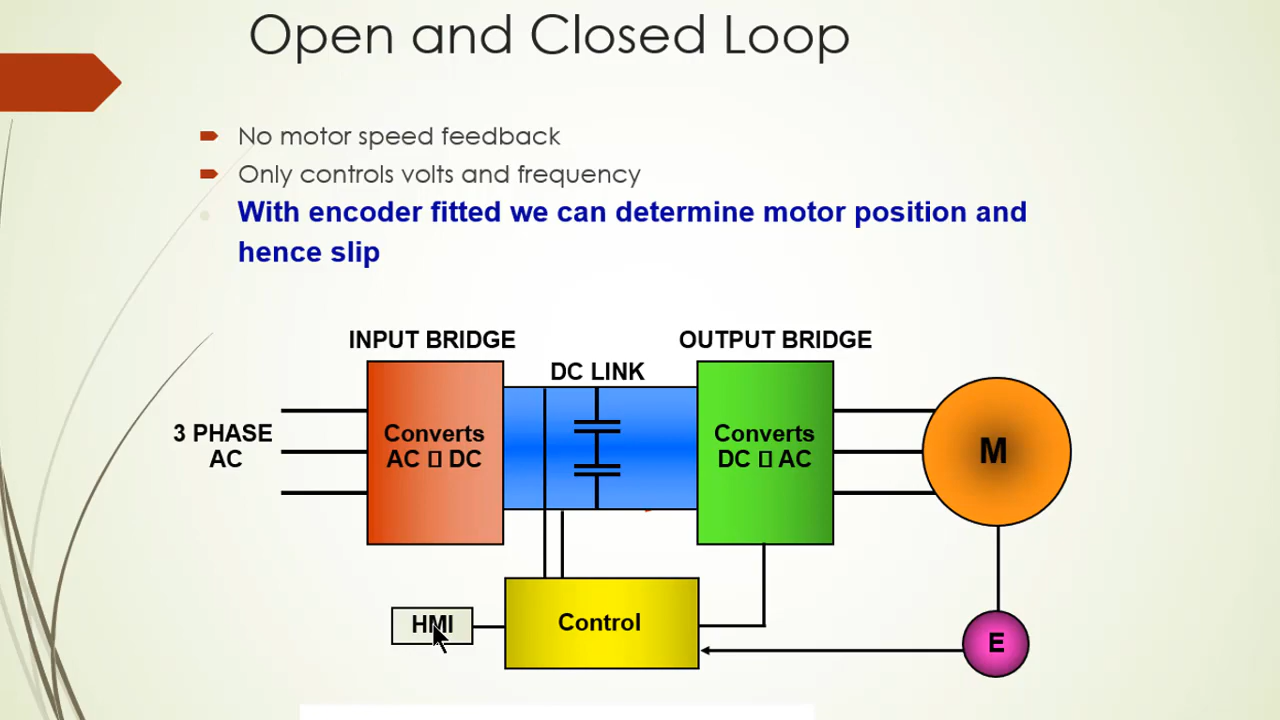 Open and Closed Loop
No motor speed feedback
Only controls volts and frequency
With encoder fitted we can determine motor position and
hence slip
INPUT BRIDGE
OUTPUT BRIDGE
DC LINK
3 PHASE
AC
Converts
AC ▯ DC
Converts
DC ▯ AC
M
HMI
Control
E